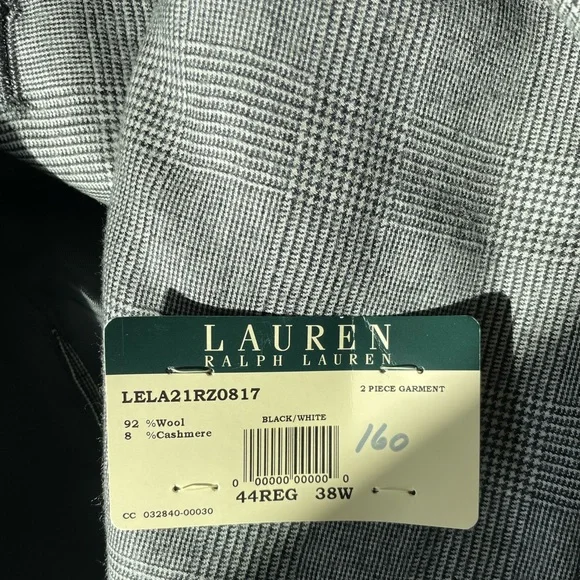 LAUREN
RALPH LAUREN
LELA21RZ0817
2 PIECE GARMENT
92 %Wool
8 %Cashmere
BLACK/WHITE
160
0 00000 00000 0
44REG 38W
CC 032840-00030